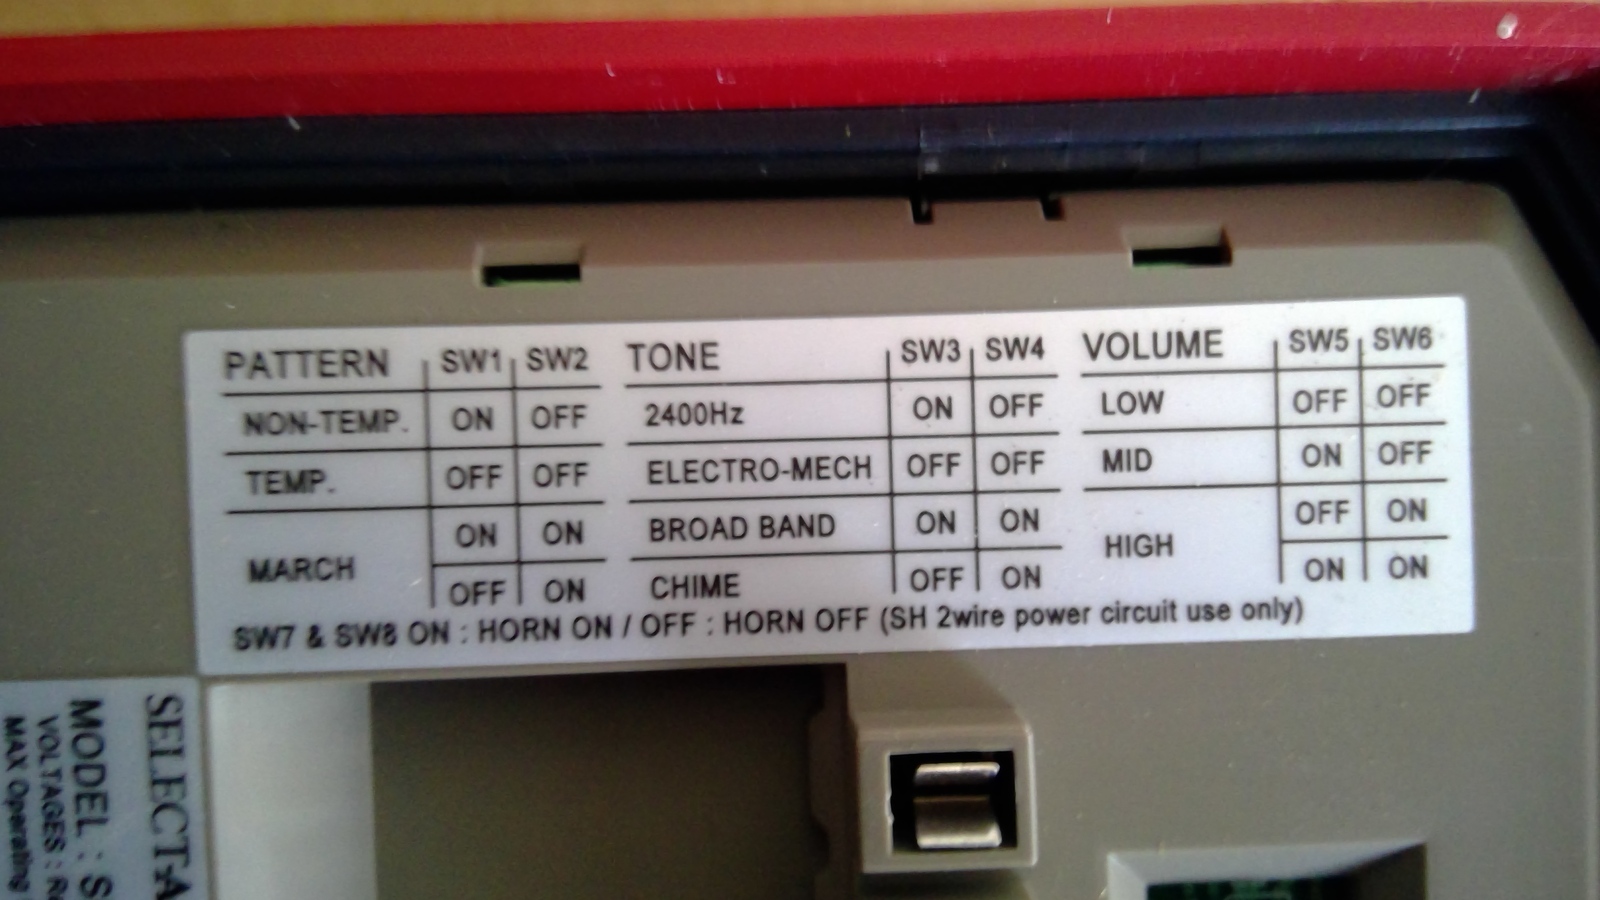 PATTERN SW1 SW2 TONE SW3 SW4 VOLUME SW5 SW6
NON-TEMP. ON OFF 2400Hz ON OFF LOW OFF OFF
TEMP. OFF OFF ELECTRO-MECH OFF OFF MID ON OFF
MARCH ON ON BROAD BAND ON ON HIGH OFF ON
OFF ON CHIME OFF ON ON ON
SW7 & SW8 ON : HORN ON / OFF : HORN OFF (SH 2wire power circuit use only)
SELECT-A
MODEL : S
VOLTAGES : Re
MAX Operating